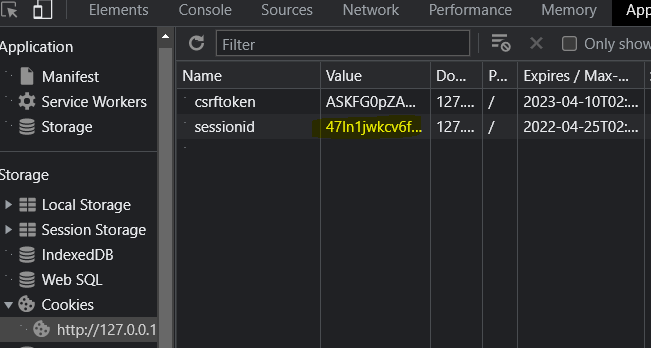 Elements Console Sources Network Performance Memory App
Application
Manifest
Service Workers
Storage
Storage
Local Storage
Session Storage
IndexedDB
Web SQL
Cookies
http://127.0.0.1
Filter
Only show
Name Value Do... P... Expires / Max-...
csrftoken ASKFG0pZA... 127.... / 2023-04-10T02:...
sessionid 47ln1jwkcv6f... 127.... / 2022-04-25T02:...